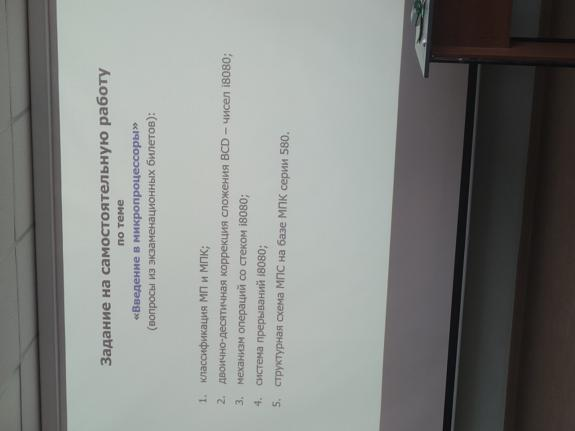 Задание на самостоятельную работу
по теме
«Введение в микропроцессоры»
(вопросы из экзаменационных билетов):
1. классификация МП и МПК;
2. двоично-десятичная коррекция сложения BCD – чисел i8080;
3. механизм операций со стеком i8080;
4. система прерываний i8080;
5. структурная схема МПС на базе МПК серии 580.